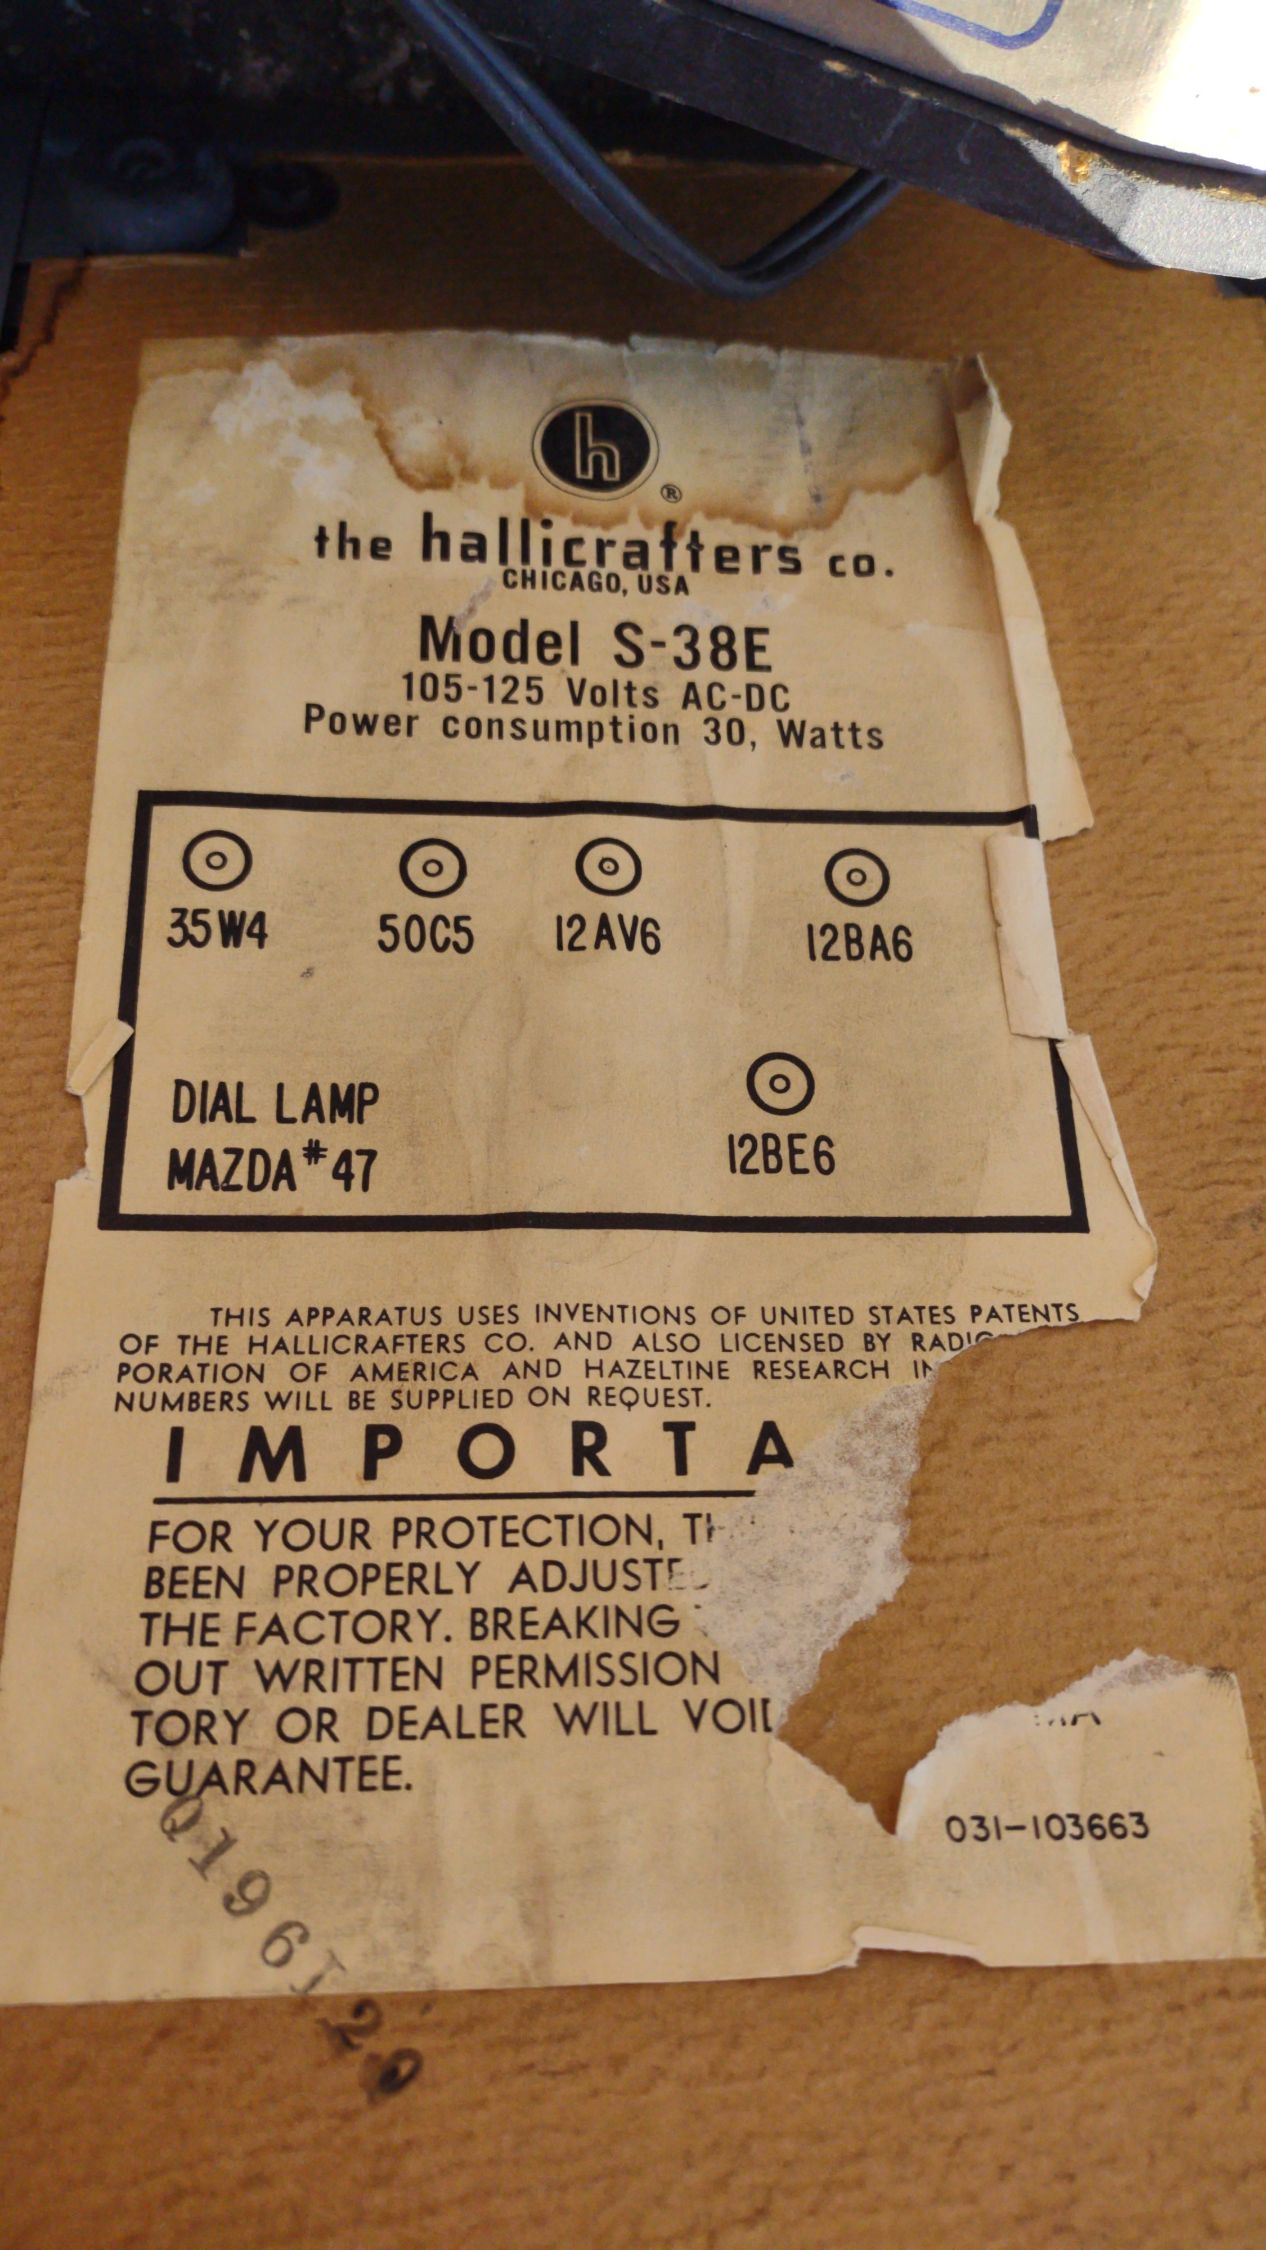 h
®
the hallicrafters co.
CHICAGO, USA
Model S-38E
105-125 Volts AC-DC
Power consumption 30, Watts
35W4 50C5 12AV6 12BA6
DIAL LAMP
MAZDA #47
12BE6
THIS APPARATUS USES INVENTIONS OF UNITED STATES PATENTS
OF THE HALLICRAFTERS CO. AND ALSO LICENSED BY
PORATION OF AMERICA AND HAZELTINE RESEARCH
NUMBERS WILL BE SUPPLIED ON REQUEST.
IMPORTA
FOR YOUR PROTECTION,
BEEN PROPERLY
THE FACTORY. BREAKING
OUT WRITTEN PERMISSION
TORY OR DEALER WILL
GUARANTEE.
031-103663